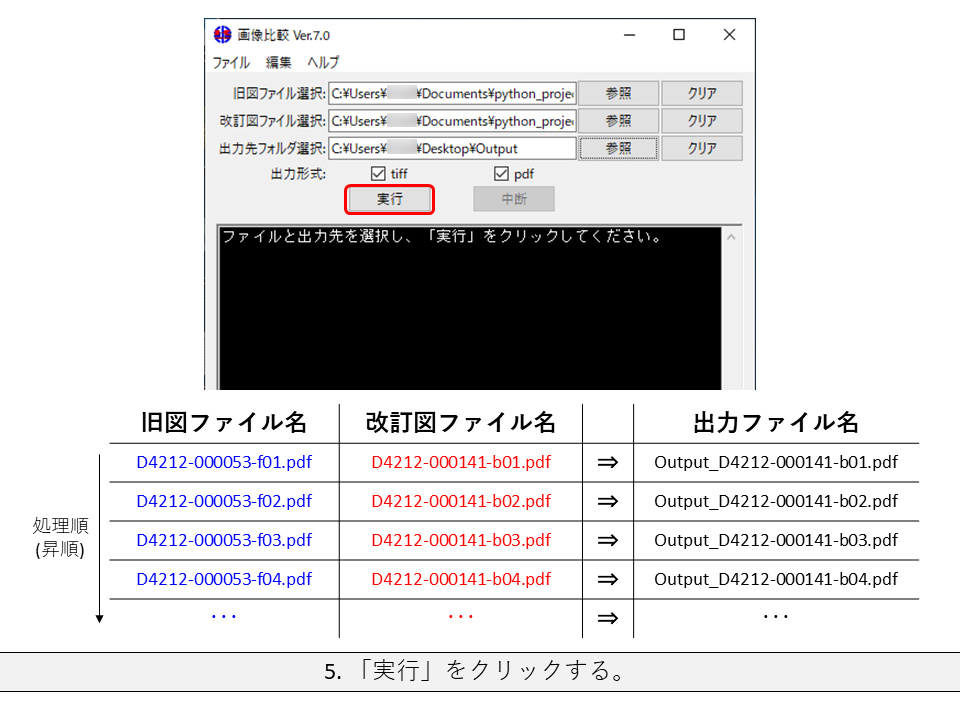 画像比較 Ver.7.0
ファイル 編集 ヘルプ
旧図ファイル選択: C:¥Users¥ ¥Documents¥python_projec 参照 クリア
改訂図ファイル選択: C:¥Users¥ ¥Documents¥python_projec 参照 クリア
出力先フォルダ選択: C:¥Users¥ ¥Desktop¥Output 参照 クリア
出力形式: tiff pdf
実行 中断
ファイルと出力先を選択し、「実行」をクリックしてください。
旧図ファイル名 改訂図ファイル名 出力ファイル名
D4212-000053-f01.pdf D4212-000141-b01.pdf ⇒ Output_D4212-000141-b01.pdf
D4212-000053-f02.pdf D4212-000141-b02.pdf ⇒ Output_D4212-000141-b02.pdf
処理順
(昇順)
D4212-000053-f03.pdf D4212-000141-b03.pdf ⇒ Output_D4212-000141-b03.pdf
D4212-000053-f04.pdf D4212-000141-b04.pdf ⇒ Output_D4212-000141-b04.pdf
･･･ ･･･ ⇒ ･･･
5. 「実行」をクリックする。